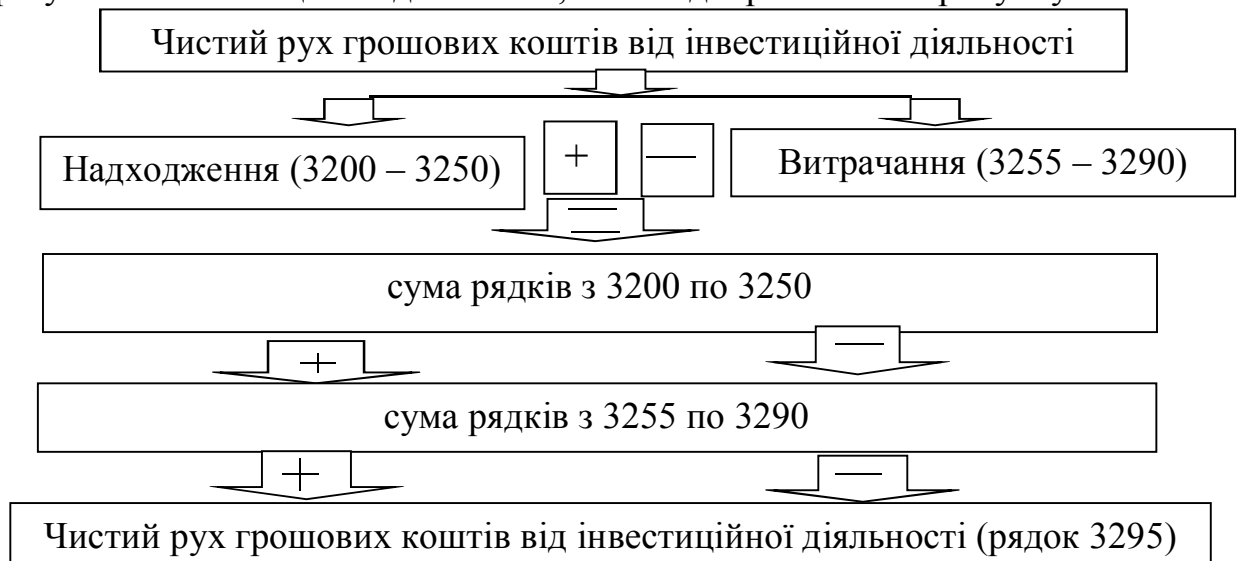 Чистий рух грошових коштів від інвестиційної діяльності
Надходження (3200 – 3250)
+
—
Витрачання (3255 – 3290)
=
сума рядків з 3200 по 3250
+
—
сума рядків з 3255 по 3290
+
—
Чистий рух грошових коштів від інвестиційної діяльності (рядок 3295)